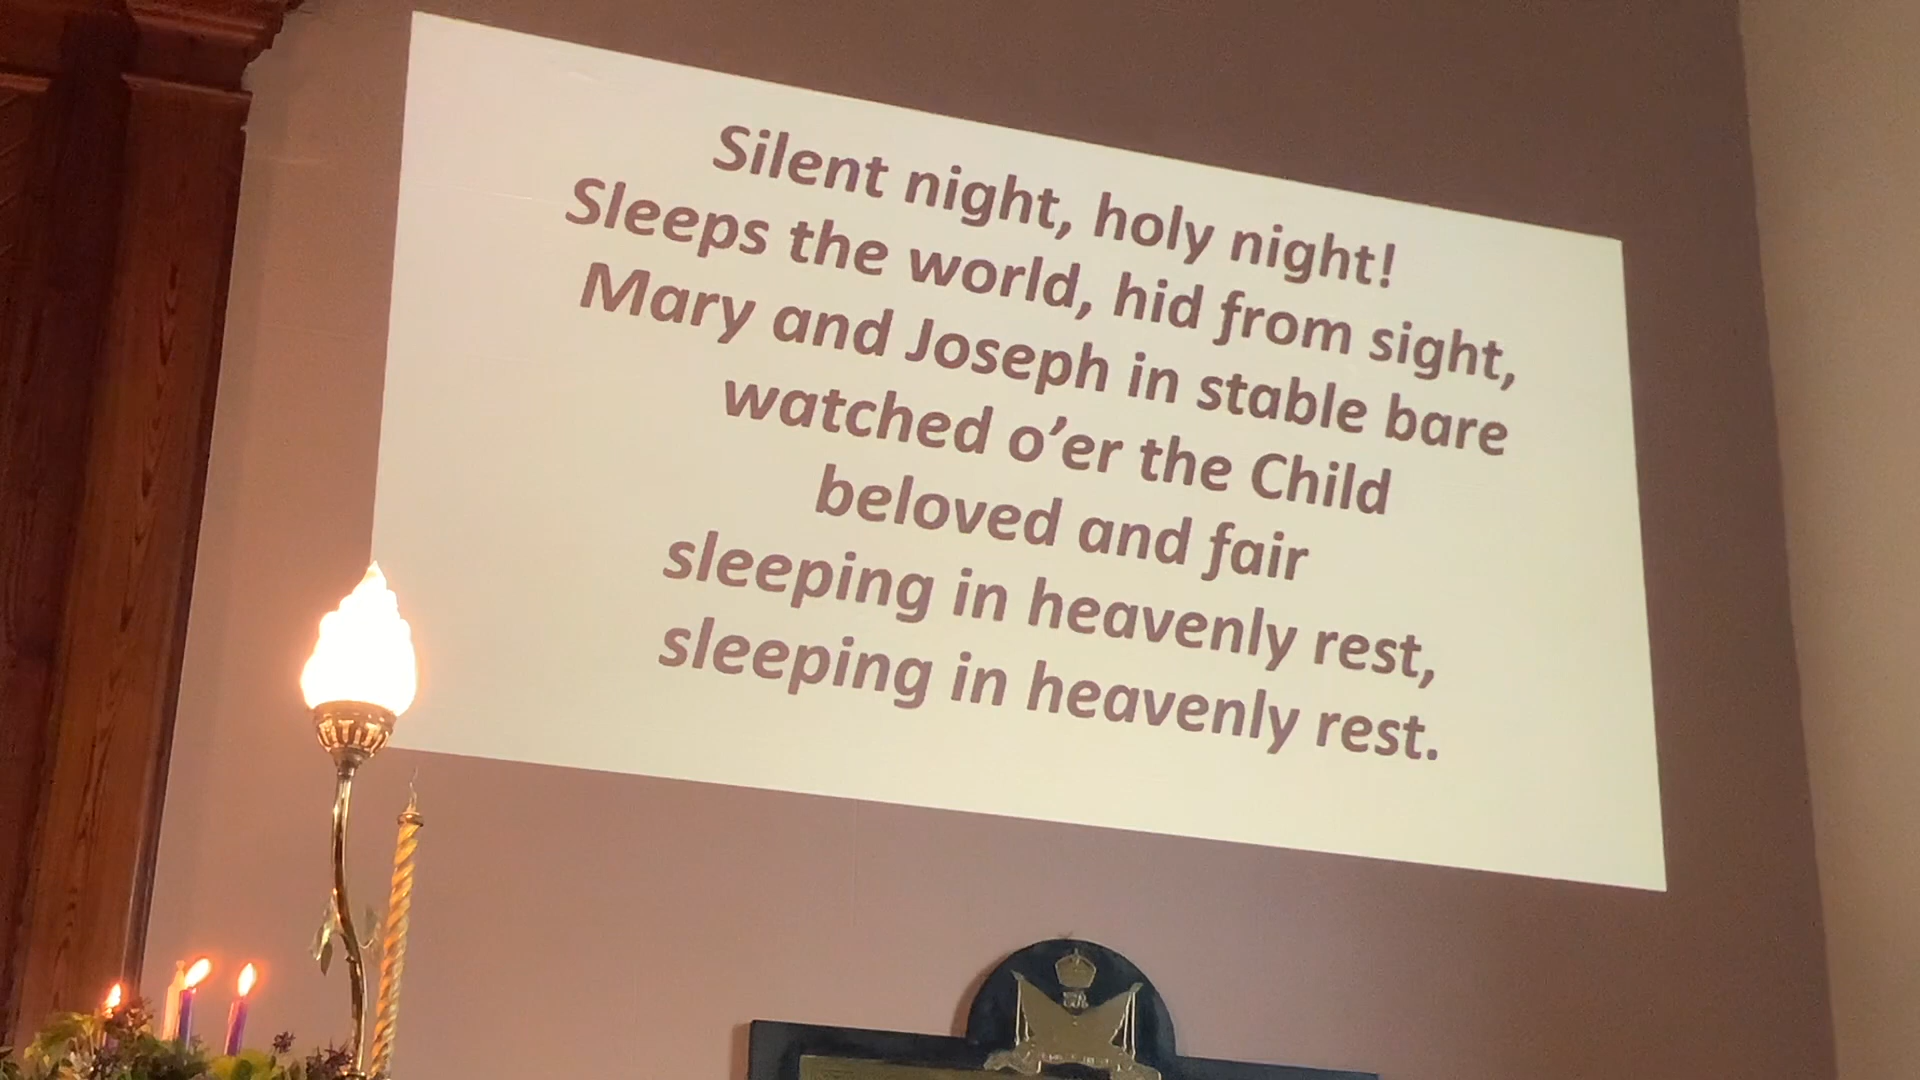 Silent night, holy night!
Sleeps the world, hid from sight,
Mary and Joseph in stable bare
watched o’er the Child
beloved and fair
sleeping in heavenly rest,
sleeping in heavenly rest.